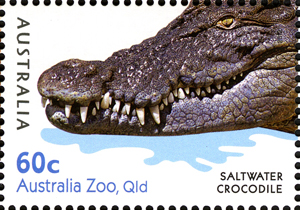 AUSTRALIA
60c
Australia Zoo, Qld
SALTWATER
CROCODILE